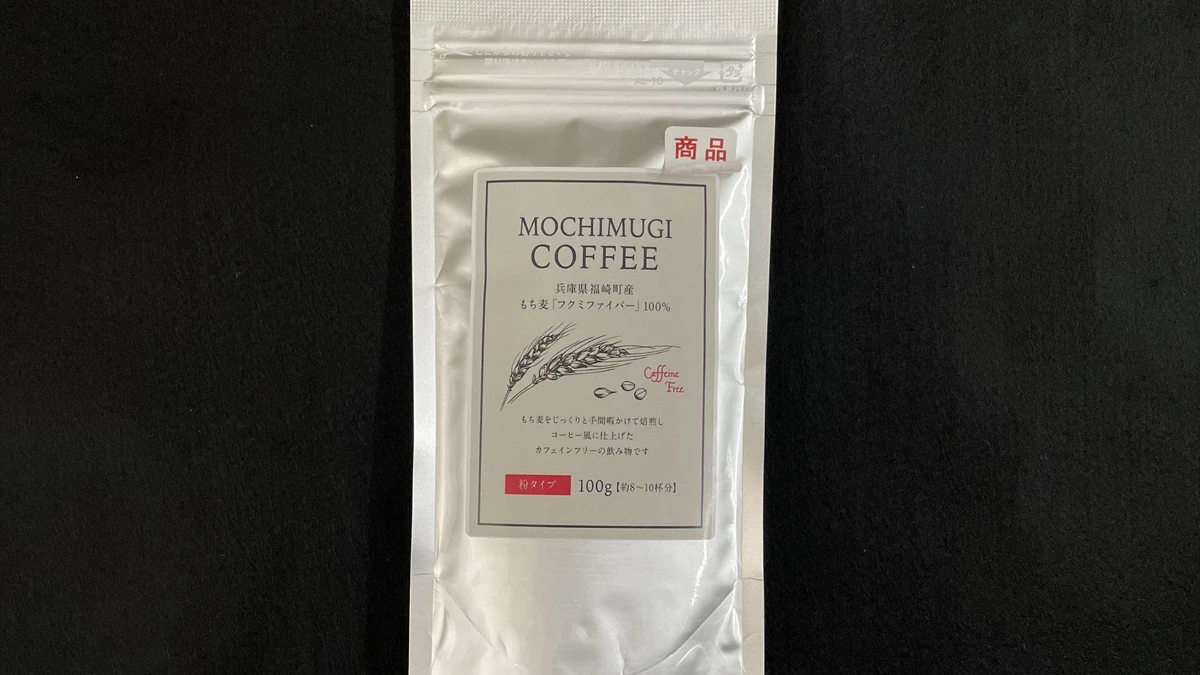 チャック
商品
MOCHIMUGI
COFFEE
兵庫県福崎町産
もち麦「フクミファイバー」100%
Caffeine
Free
もち麦をじっくりと手間暇かけて焙煎し
コーヒー風に仕上げた
カフェインフリーの飲み物です
粉タイプ 100g【約8~10杯分】